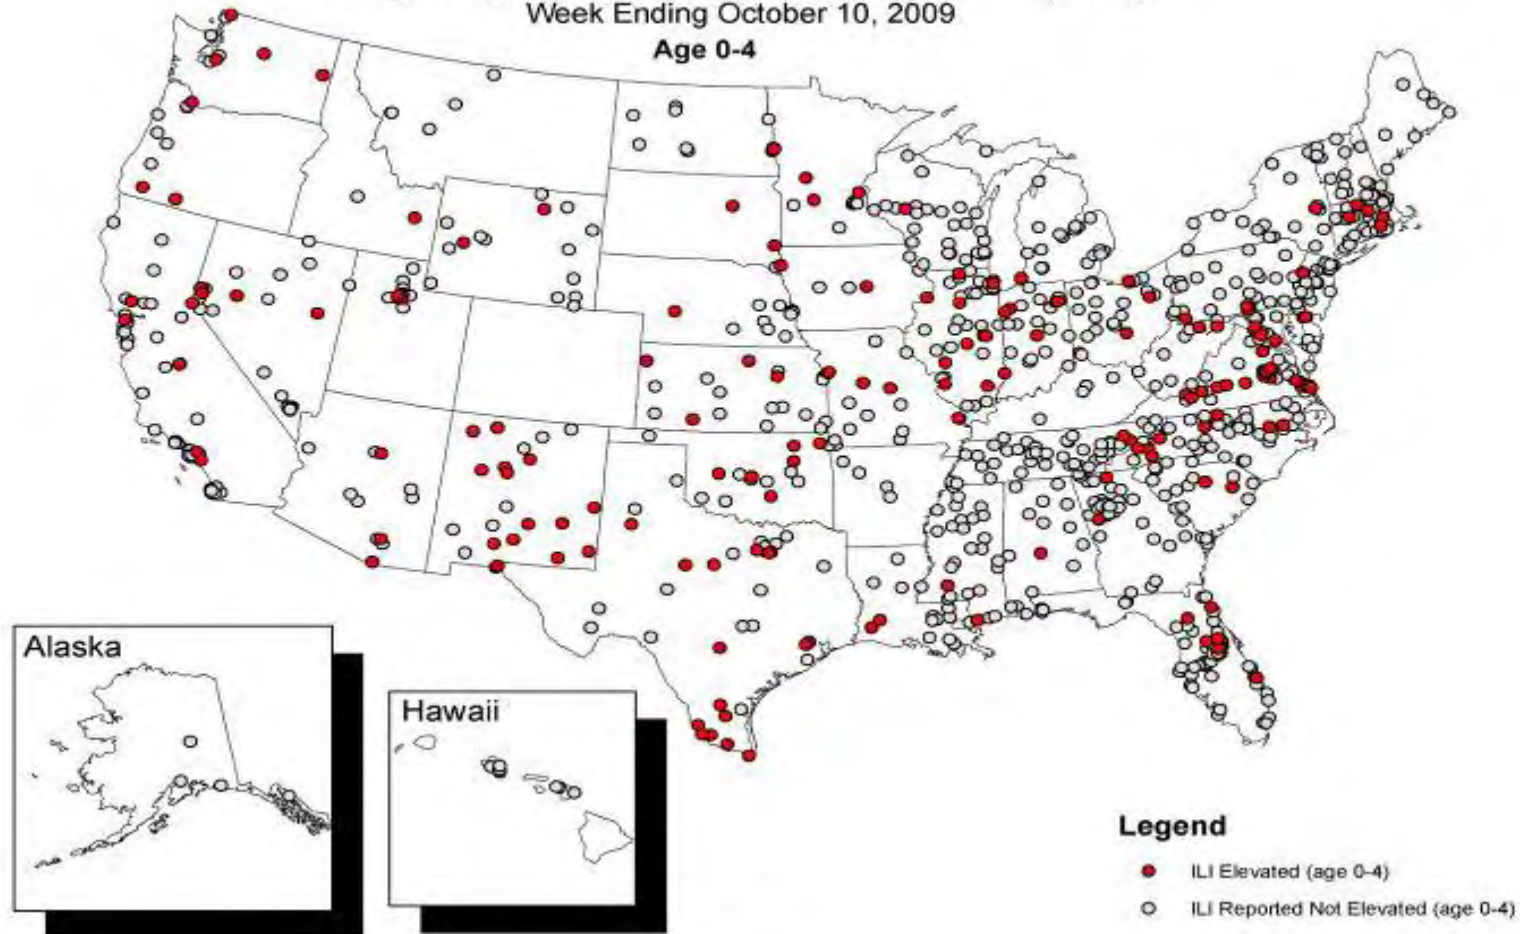 Week Ending October 10, 2009
Age 0-4
Alaska
Hawaii
Legend
ILI Elevated (age 0-4)
ILI Reported Not Elevated (age 0-4)